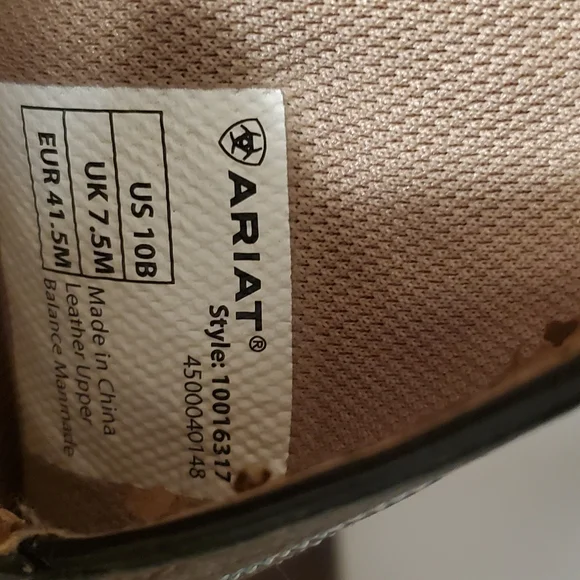 ARIAT®
Style: 10016317
4500040148
US 10B
UK 7.5M
EUR 41.5M
Made in China
Leather Upper
Balance Manmade